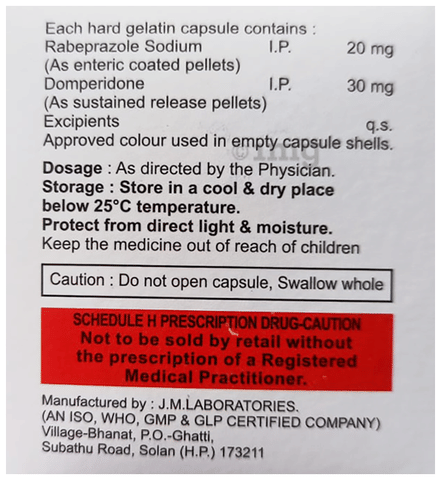 Each hard gelatin capsule contains :
Rabeprazole Sodium I.P. 20 mg
(As enteric coated pellets)
Domperidone I.P. 30 mg
(As sustained release pellets)
Excipients q.s.
Approved colour used in empty capsule shells.
Dosage : As directed by the Physician.
Storage : Store in a cool & dry place
below 25°C temperature.
Protect from direct light & moisture.
Keep the medicine out of reach of children
Caution : Do not open capsule, Swallow whole
SCHEDULE H PRESCRIPTION DRUG-CAUTION
Not to be sold by retail without
the prescription of a Registered
Medical Practitioner.
Manufactured by : J.M.LABORATORIES.
(AN ISO, WHO, GMP & GLP CERTIFIED COMPANY)
Village-Bhanat, P.O.-Ghatti,
Subathu Road, Solan (H.P.) 173211